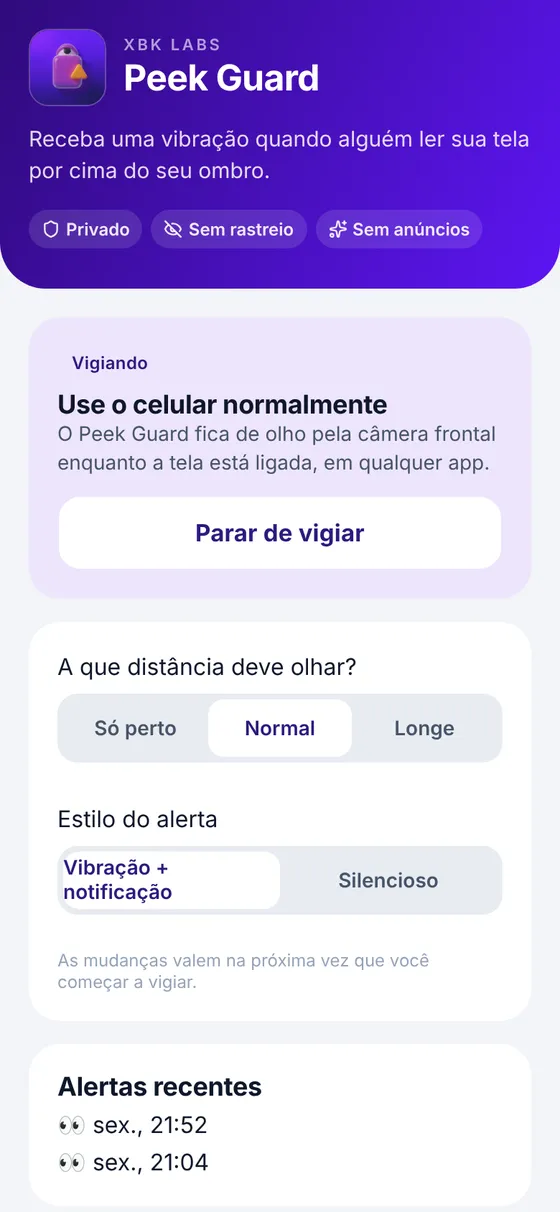 XBK LABS
Peek Guard
Receba uma vibração quando alguém ler sua tela
por cima do seu ombro.
Privado
Sem rastreio
Sem anúncios
Vigiando
Use o celular normalmente
O Peek Guard fica de olho pela câmera frontal
enquanto a tela está ligada, em qualquer app.
Parar de vigiar
A que distância deve olhar?
Só perto
Normal
Longe
Estilo do alerta
Vibração +
notificação
Silencioso
As mudanças valem na próxima vez que você
começar a vigiar.
Alertas recentes
👀 sex., 21:52
👀 sex., 21:04